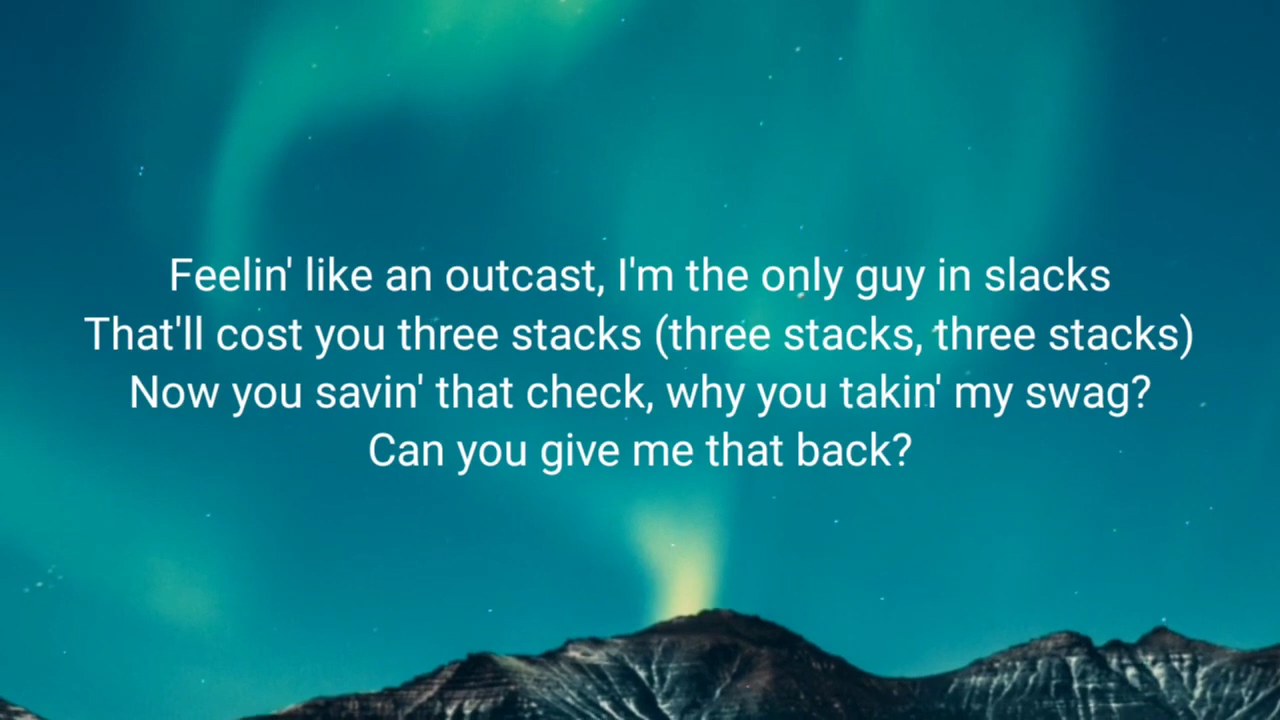 Feelin' like an outcast, I'm the only guy in slacks
That'll cost you three stacks (three stacks, three stacks)
Now you savin' that check, why you takin' my swag?
Can you give me that back?